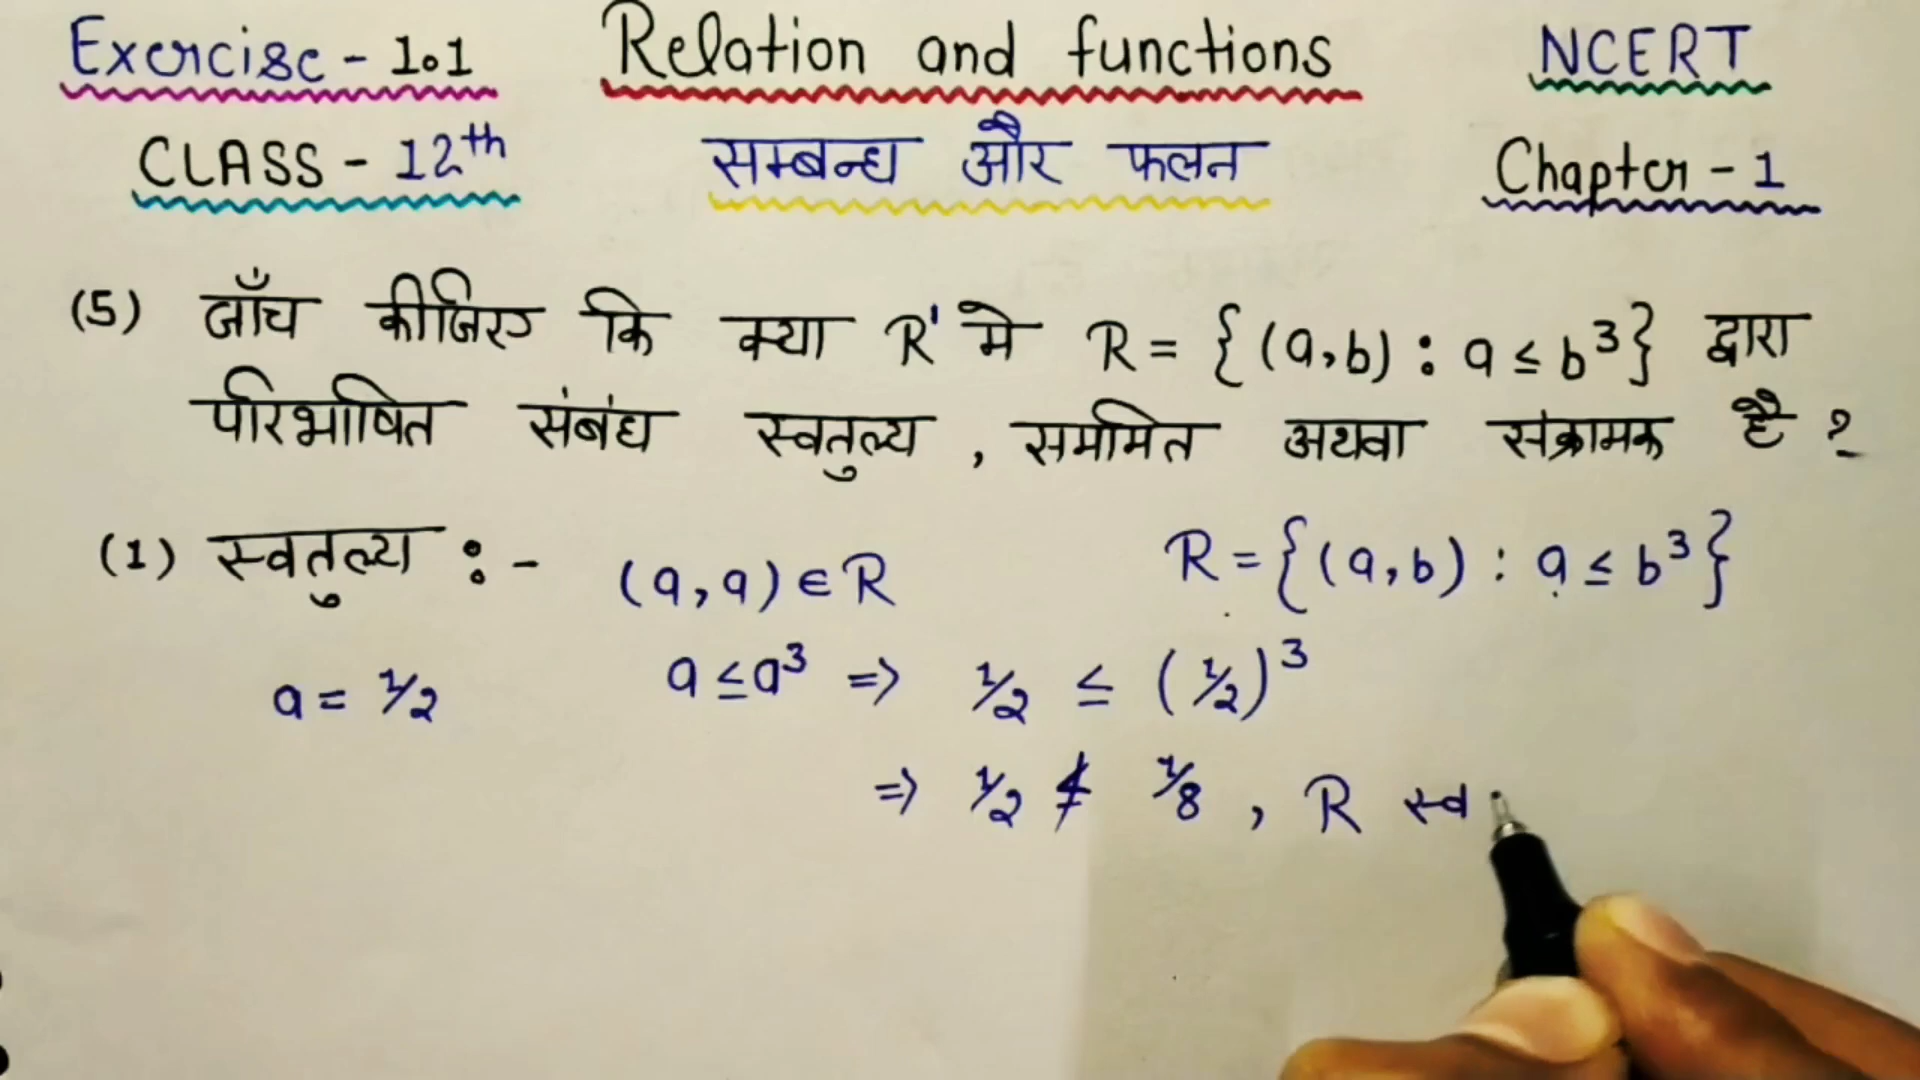 Exercise - 1.1 Relation and functions NCERT
CLASS - 12th सम्बन्ध और फलन Chapter - 1
(5) जाँच कीजिए कि क्या R' मे R = {(a,b) : a ≤ b³} द्वारा
परिभाषित संबंध स्वतुल्य , सममित अथवा संक्रामक है ?
(1) स्वतुल्य :- (a,a) ∈ R R = {(a,b) : a ≤ b³}
a = 1/2 a ≤ a³ => 1/2 ≤ (1/2)³
=> 1/2 ≰ 1/8 , R स्व